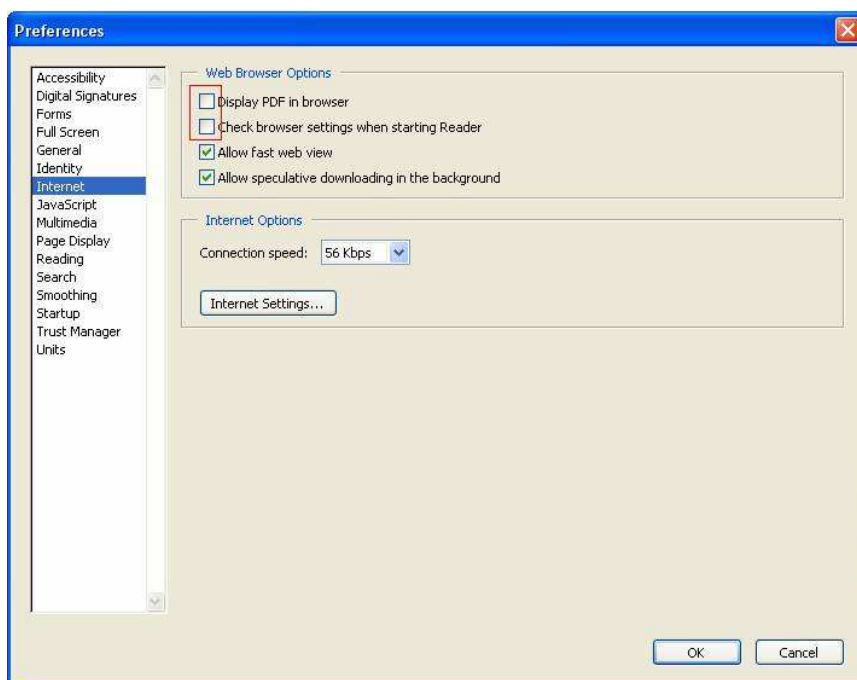 Preferences
Accessibility
Digital Signatures
Forms
Full Screen
General
Identity
Internet
JavaScript
Multimedia
Page Display
Reading
Search
Smoothing
Startup
Trust Manager
Units
Web Browser Options
Display PDF in browser
Check browser settings when starting Reader
Allow fast web view
Allow speculative downloading in the background
Internet Options
Connection speed: 56 Kbps
Internet Settings...
OK Cancel